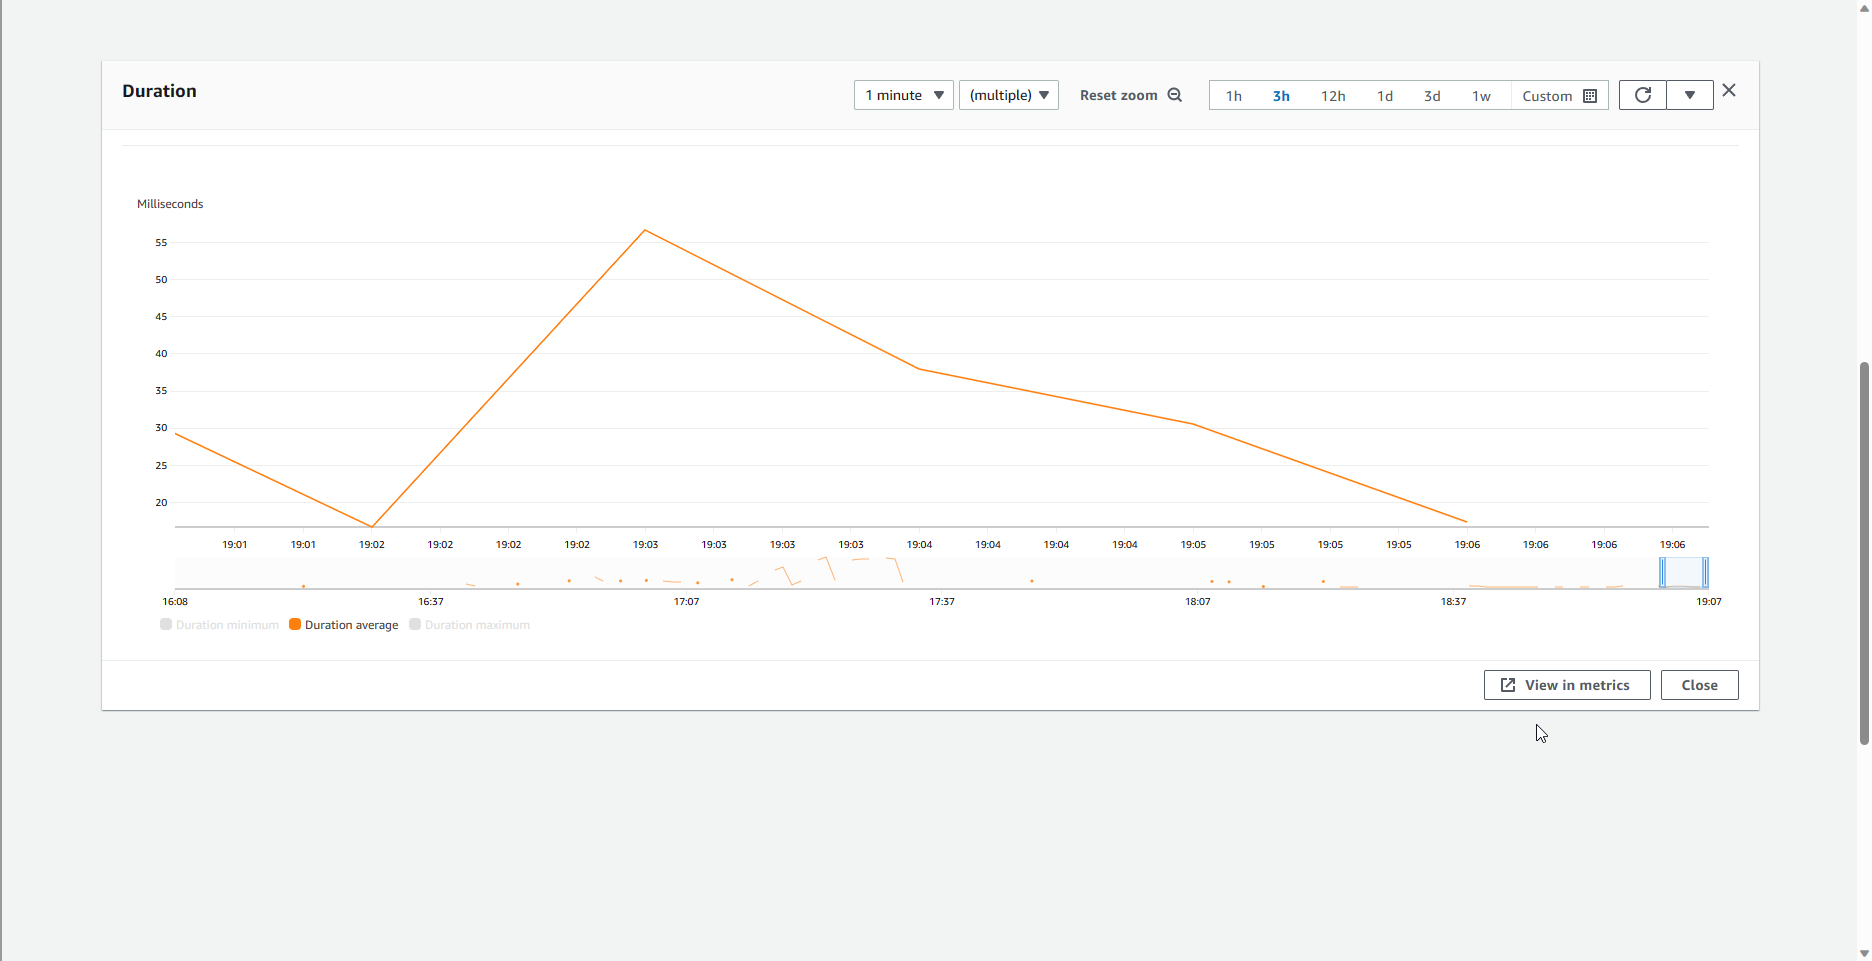 Duration
1 minute (multiple) Reset zoom 1h 3h 12h 1d 3d 1w Custom
Milliseconds
55
50
45
40
35
30
25
20
19:01 19:01 19:02 19:02 19:02 19:02 19:03 19:03 19:03 19:03 19:04 19:04 19:04 19:04 19:05 19:05 19:05 19:05 19:06 19:06 19:06 19:06
16:08 16:37 17:07 17:37 18:07 18:37 19:07
Duration minimum Duration average Duration maximum
View in metrics Close